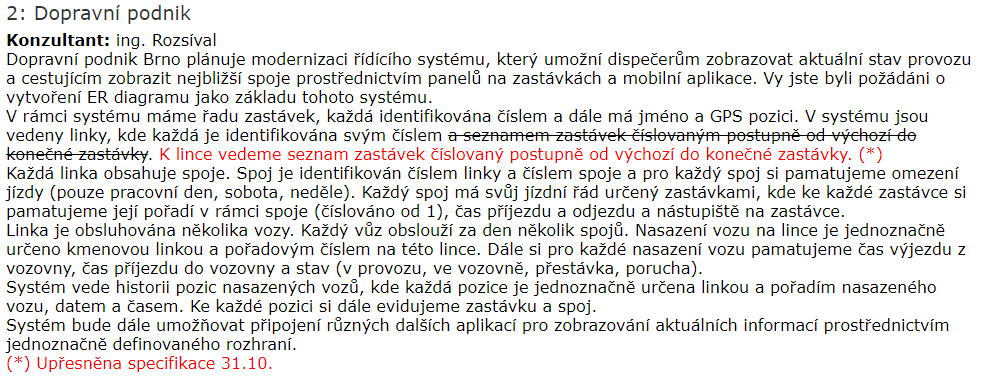 2: Dopravní podnik
Konzultant: ing. Rozsíval
Dopravní podnik Brno plánuje modernizaci řídícího systému, který umožní dispečerům zobrazovat aktuální stav provozu
a cestujícím zobrazit nejbližší spoje prostřednictvím panelů na zastávkách a mobilní aplikace. Vy jste byli požádáni o
vytvoření ER diagramu jako základu tohoto systému.
V rámci systému máme řadu zastávek, každá identifikována číslem a dále má jméno a GPS pozici. V systému jsou
vedeny linky, kde každá je identifikována svým číslem a seznamem zastávek číslovaným postupně od výchozí do
konečné zastávky. K lince vedeme seznam zastávek číslovaný postupně od výchozí do konečné zastávky. (*)
Každá linka obsahuje spoje. Spoj je identifikován číslem linky a číslem spoje a pro každý spoj si pamatujeme omezení
jízdy (pouze pracovní den, sobota, neděle). Každý spoj má svůj jízdní řád určený zastávkami, kde ke každé zastávce si
pamatujeme její pořadí v rámci spoje (číslováno od 1), čas příjezdu a odjezdu a nástupiště na zastávce.
Linka je obsluhována několika vozy. Každý vůz obslouží za den několik spojů. Nasazení vozu na lince je jednoznačně
určeno kmenovou linkou a pořadovým číslem na této lince. Dále si pro každé nasazení vozu pamatujeme čas výjezdu z
vozovny, čas příjezdu do vozovny a stav (v provozu, ve vozovně, přestávka, porucha).
Systém vede historii pozic nasazených vozů, kde každá pozice je jednoznačně určena linkou a pořadím nasazeného
vozu, datem a časem. Ke každé pozici si dále evidujeme zastávku a spoj.
Systém bude dále umožňovat připojení různých dalších aplikací pro zobrazování aktuálních informací prostřednictvím
jednoznačně definovaného rozhraní.
(*) Upřesněna specifikace 31.10.